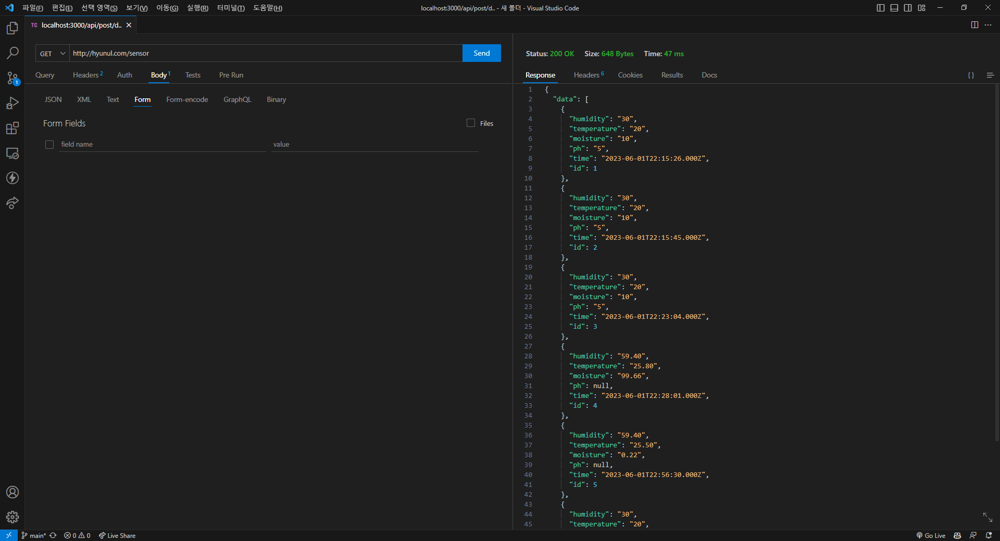 파일(F) 편집(E) 선택 영역(S) 보기(V) 이동(G) 실행(R) 터미널(T) 도움말(H)
localhost:3000/api/post/d.. - 새 폴더 - Visual Studio Code
TC localhost:3000/api/post/d..
GET http://hyunul.com/sensor Send
Query Headers 2 Auth Body 1 Tests Pre Run
JSON XML Text Form Form-encode GraphQL Binary
Form Fields Files
field name value
Status: 200 OK Size: 648 Bytes Time: 47 ms
Response Headers 6 Cookies Results Docs {}
1 {
2 "data": [
3 {
4 "humidity": "30",
5 "temperature": "20",
6 "moisture": "10",
7 "ph": "5",
8 "time": "2023-06-01T22:15:26.000Z",
9 "id": 1
10 },
11 {
12 "humidity": "30",
13 "temperature": "20",
14 "moisture": "10",
15 "ph": "5",
16 "time": "2023-06-01T22:15:45.000Z",
17 "id": 2
18 },
19 {
20 "humidity": "30",
21 "temperature": "20",
22 "moisture": "10",
23 "ph": "5",
24 "time": "2023-06-01T22:23:04.000Z",
25 "id": 3
26 },
27 {
28 "humidity": "59.40",
29 "temperature": "25.80",
30 "moisture": "99.66",
31 "ph": null,
32 "time": "2023-06-01T22:28:01.000Z",
33 "id": 4
34 },
35 {
36 "humidity": "59.40",
37 "temperature": "25.50",
38 "moisture": "0.22",
39 "ph": null,
40 "time": "2023-06-01T22:56:30.000Z",
41 "id": 5
42 },
43 {
44 "humidity": "30",
45 "temperature": "20",
1
main* 0 0 Live Share Go Live